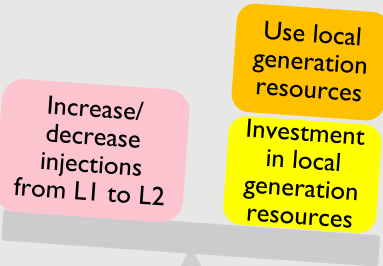 Use local
generation
resources
Increase/
decrease
injections
from L1 to L2
Investment
in local
generation
resources